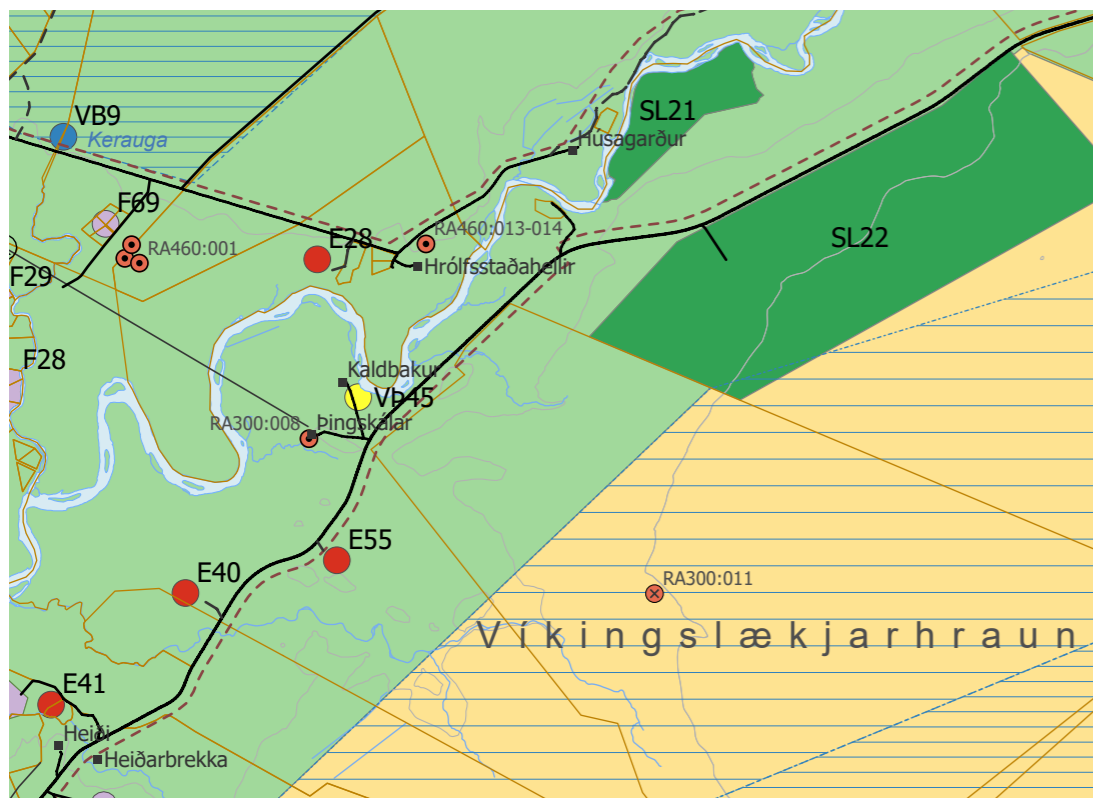 SL21
VB9
Kerauga
Húsagarður
F69
RA460:013-014
E28
SL22
RA460:001
Hrólfsstaðahellir
F29
F28
Kaldbakur
VÞ45
RA300:008
Þingskálar
E55
E40
RA300:011
Víkingslækjarhraun
E41
Heiði
Heiðarbrekka